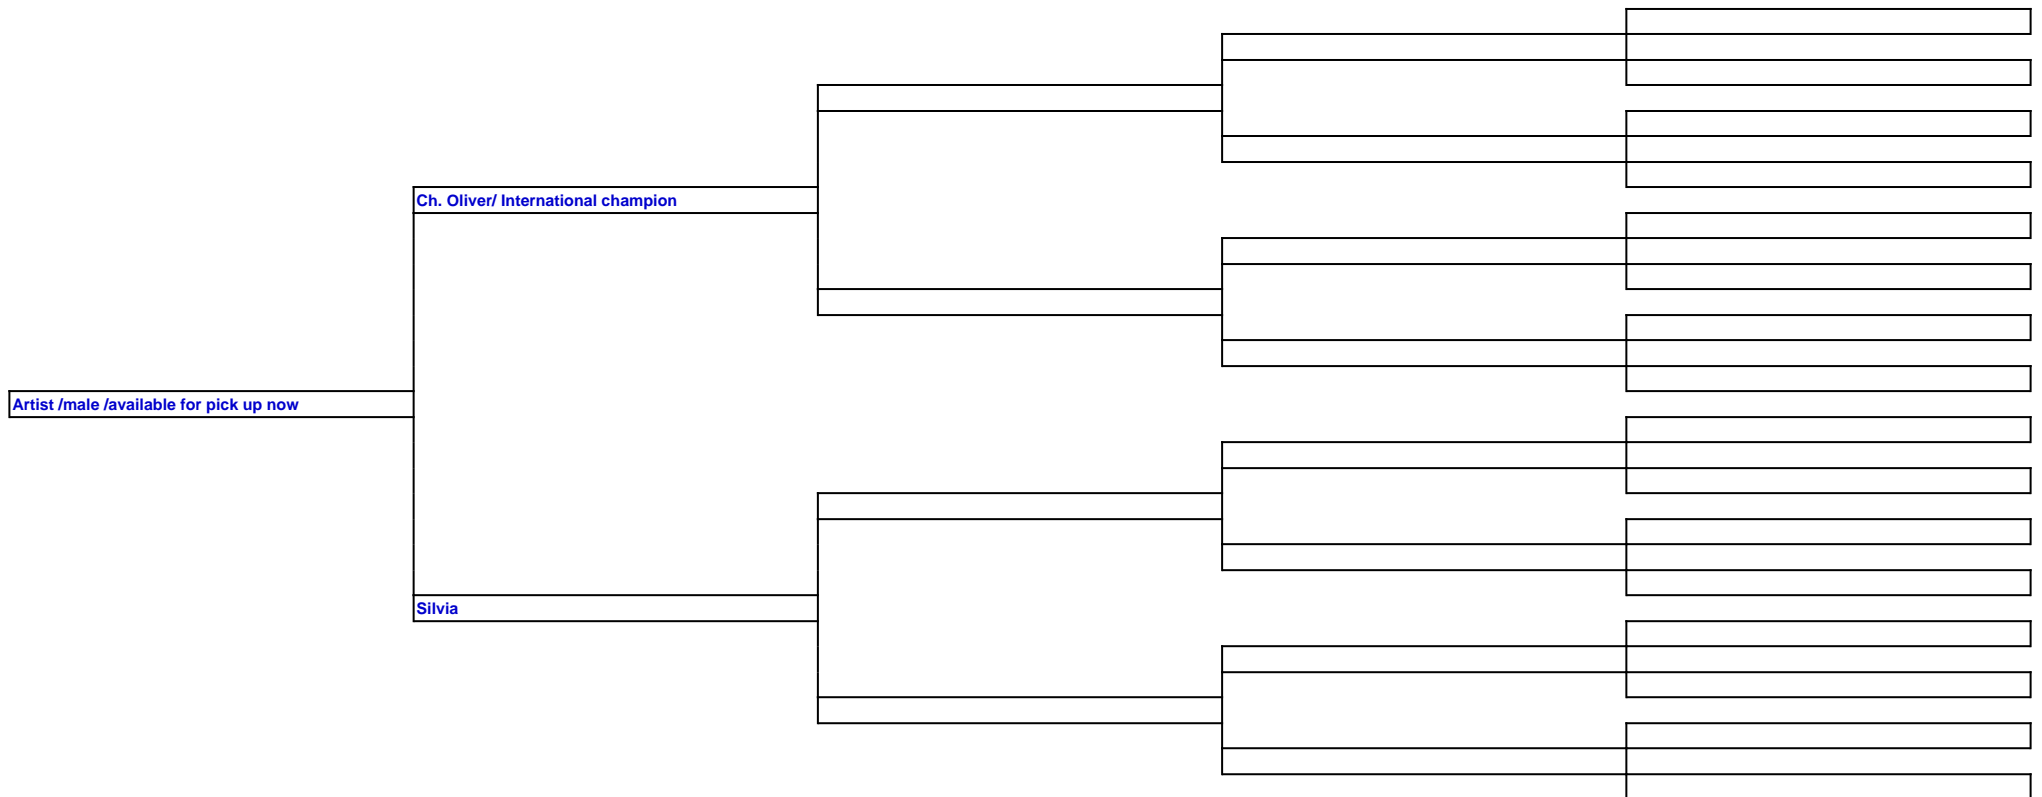 Ch. Oliver/ International champion
Artist /male /available for pick up now
Silvia